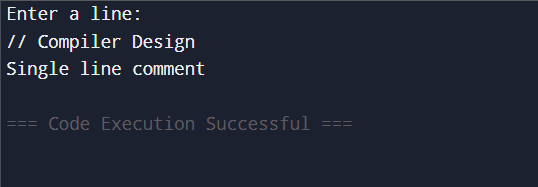 Enter a line:
// Compiler Design
Single line comment
=== Code Execution Successful ===